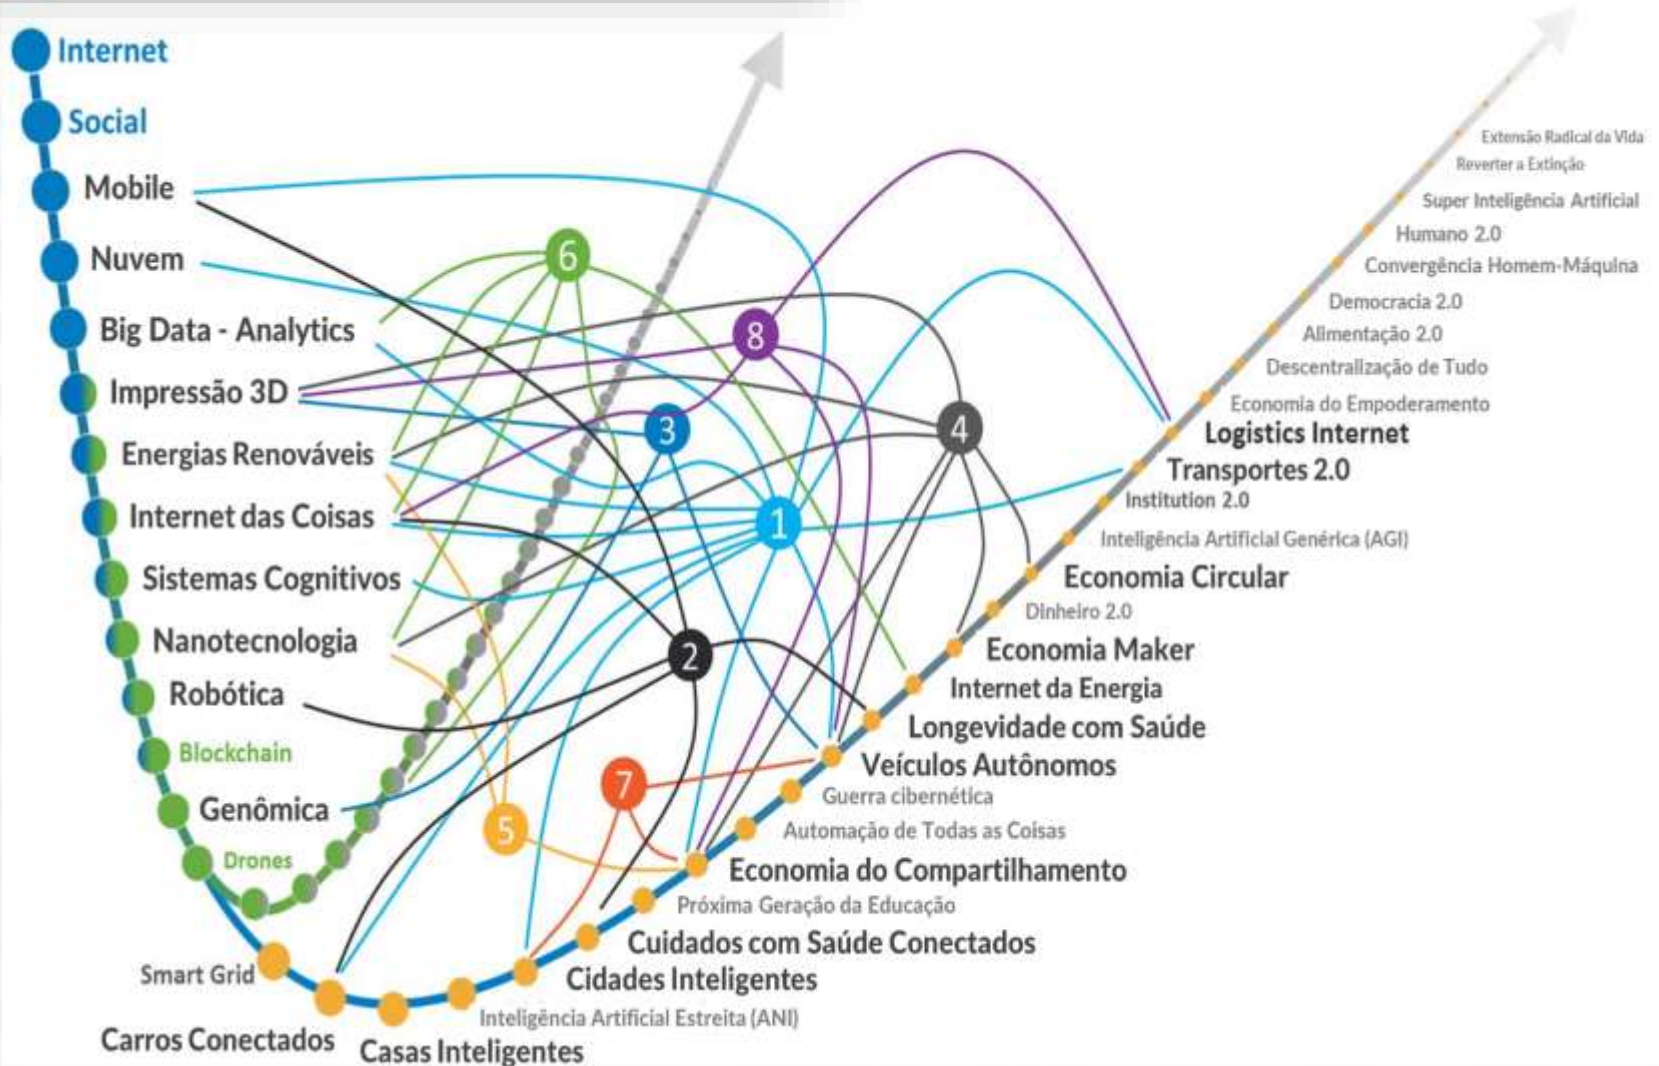 Internet
Social
Mobile
Nuvem
Big Data - Analytics
Impressão 3D
Energias Renováveis
Internet das Coisas
Sistemas Cognitivos
Nanotecnologia
Robótica
Blockchain
Genômica
Drones
Smart Grid
Carros Conectados
Casas Inteligentes
Inteligência Artificial Estreita (ANI)
Cidades Inteligentes
Cuidados com Saúde Conectados
Próxima Geração da Educação
Economia do Compartilhamento
Automação de Todas as Coisas
Guerra cibernética
Veículos Autônomos
Longevidade com Saúde
Internet da Energia
Economia Maker
Dinheiro 2.0
Economia Circular
Inteligência Artificial Genérica (AGI)
Institution 2.0
Transportes 2.0
Logistics Internet
Economia do Empoderamento
Descentralização de Tudo
Alimentação 2.0
Democracia 2.0
Convergência Homem-Máquina
Humano 2.0
Super Inteligência Artificial
Reverter a Extinção
Extensão Radical da Vida
6
8
3
4
1
2
7
5